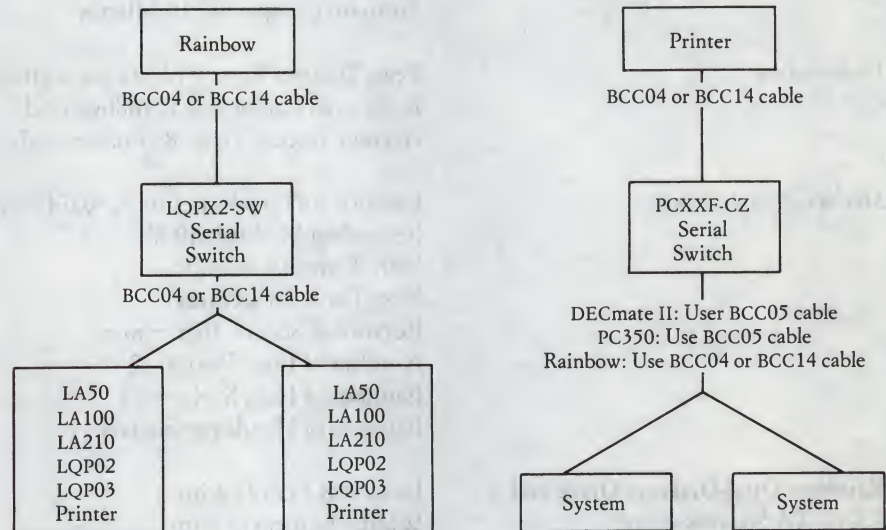 Rainbow
BCC04 or BCC14 cable
LQPX2-SW
Serial
Switch
BCC04 or BCC14 cable
LA50
LA100
LA210
LQP02
LQP03
Printer
LA50
LA100
LA210
LQP02
LQP03
Printer
Printer
BCC04 or BCC14 cable
PCXXF-CZ
Serial
Switch
DECmate II: User BCC05 cable
PC350: Use BCC05 cable
Rainbow: Use BCC04 or BCC14 cable
System
System